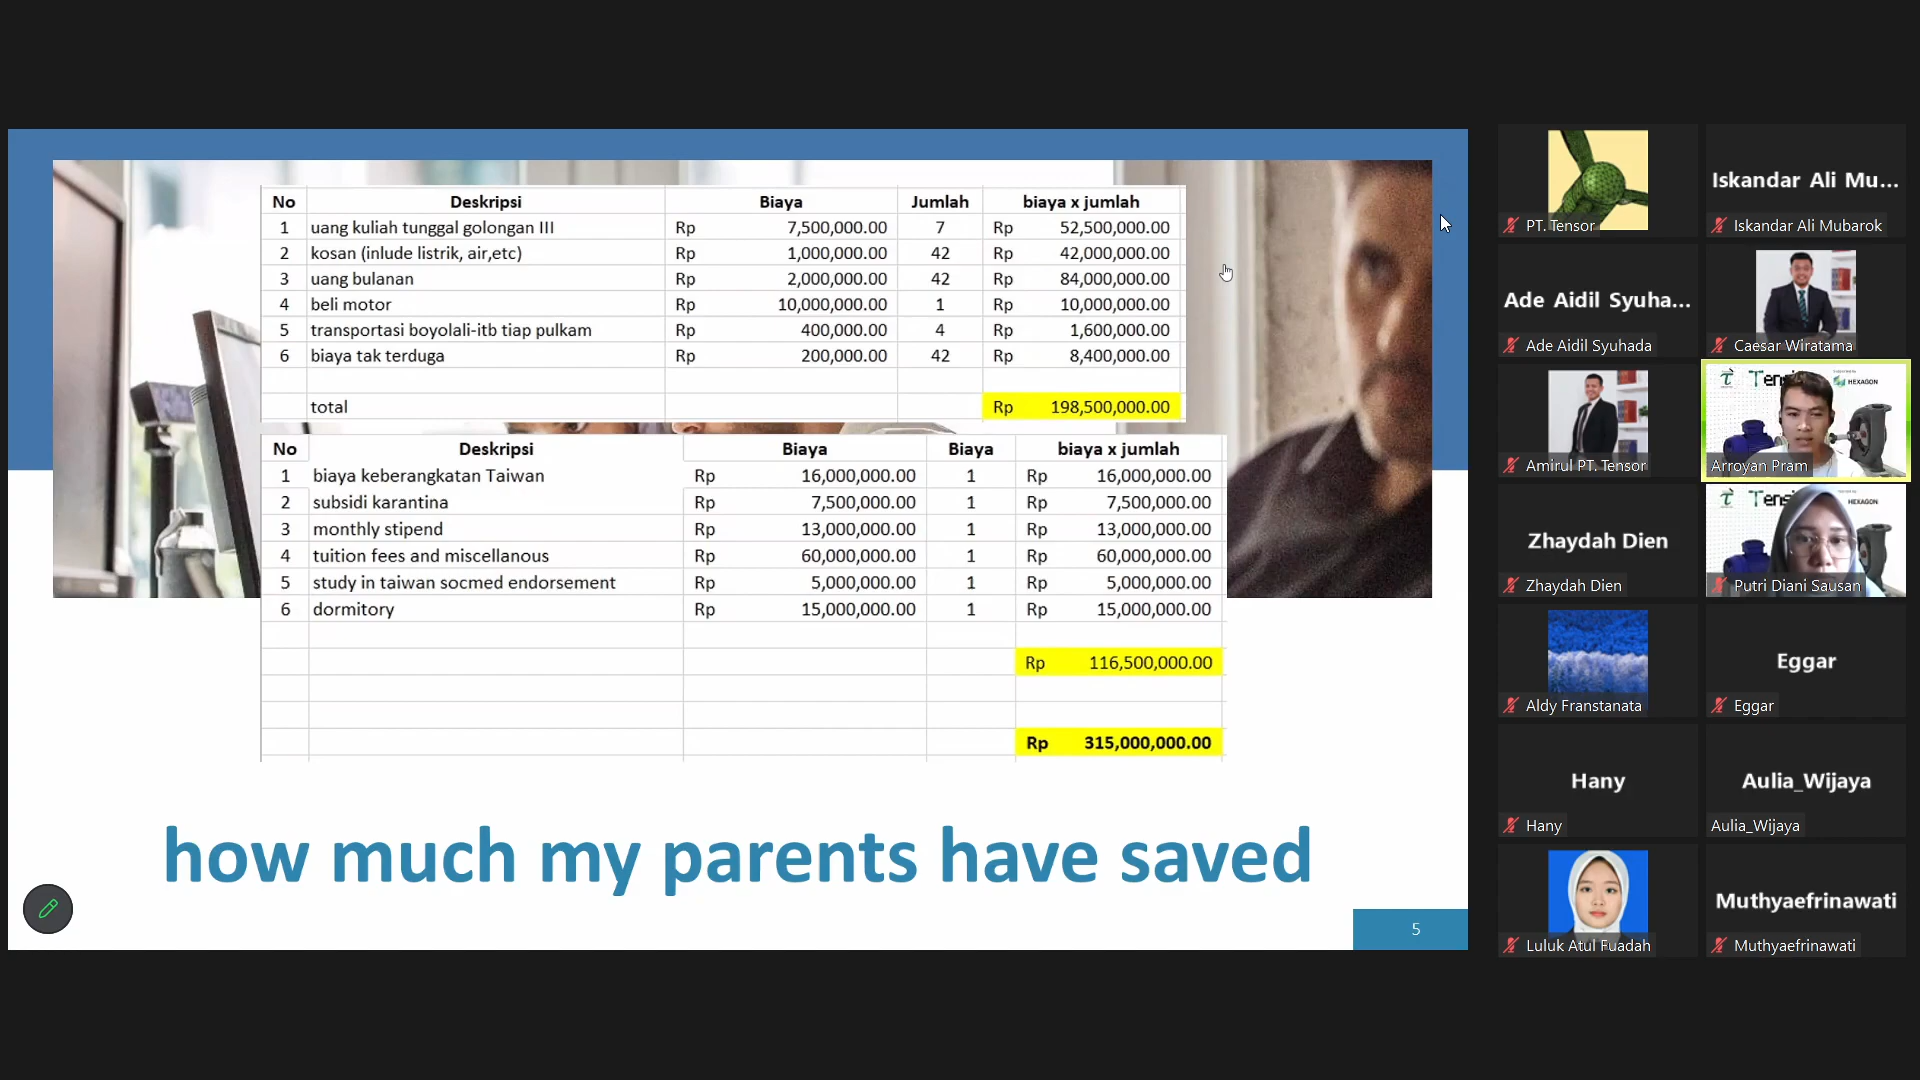 No Deskripsi Biaya Jumlah biaya x jumlah
1 uang kuliah tunggal golongan III Rp 7,500,000.00 7 Rp 52,500,000.00
2 kosan (inlude listrik, air,etc) Rp 1,000,000.00 42 Rp 42,000,000.00
3 uang bulanan Rp 2,000,000.00 42 Rp 84,000,000.00
4 beli motor Rp 10,000,000.00 1 Rp 10,000,000.00
5 transportasi boyolali-itb tiap pulkam Rp 400,000.00 4 Rp 1,600,000.00
6 biaya tak terduga Rp 200,000.00 42 Rp 8,400,000.00
total Rp 198,500,000.00
No Deskripsi Biaya Biaya biaya x jumlah
1 biaya keberangkatan Taiwan Rp 16,000,000.00 1 Rp 16,000,000.00
2 subsidi karantina Rp 7,500,000.00 1 Rp 7,500,000.00
3 monthly stipend Rp 13,000,000.00 1 Rp 13,000,000.00
4 tuition fees and miscellanous Rp 60,000,000.00 1 Rp 60,000,000.00
5 study in taiwan socmed endorsement Rp 5,000,000.00 1 Rp 5,000,000.00
6 dormitory Rp 15,000,000.00 1 Rp 15,000,000.00
Rp 116,500,000.00
Rp 315,000,000.00
how much my parents have saved
5
PT. Tensor
Iskandar Ali Mu...
Iskandar Ali Mubarok
Ade Aidil Syuha...
Ade Aidil Syuhada
Caesar Wiratama
Amirul PT. Tensor
Tens
HEXAGON
Arroyan Pram
Zhaydah Dien
Zhaydah Dien
Tens
HEXAGON
Putri Diani Sausan
Aldy Franstanata
Eggar
Eggar
Hany
Hany
Aulia_Wijaya
Aulia_Wijaya
Luluk Atul Fuadah
Muthyaefrinawati
Muthyaefrinawati